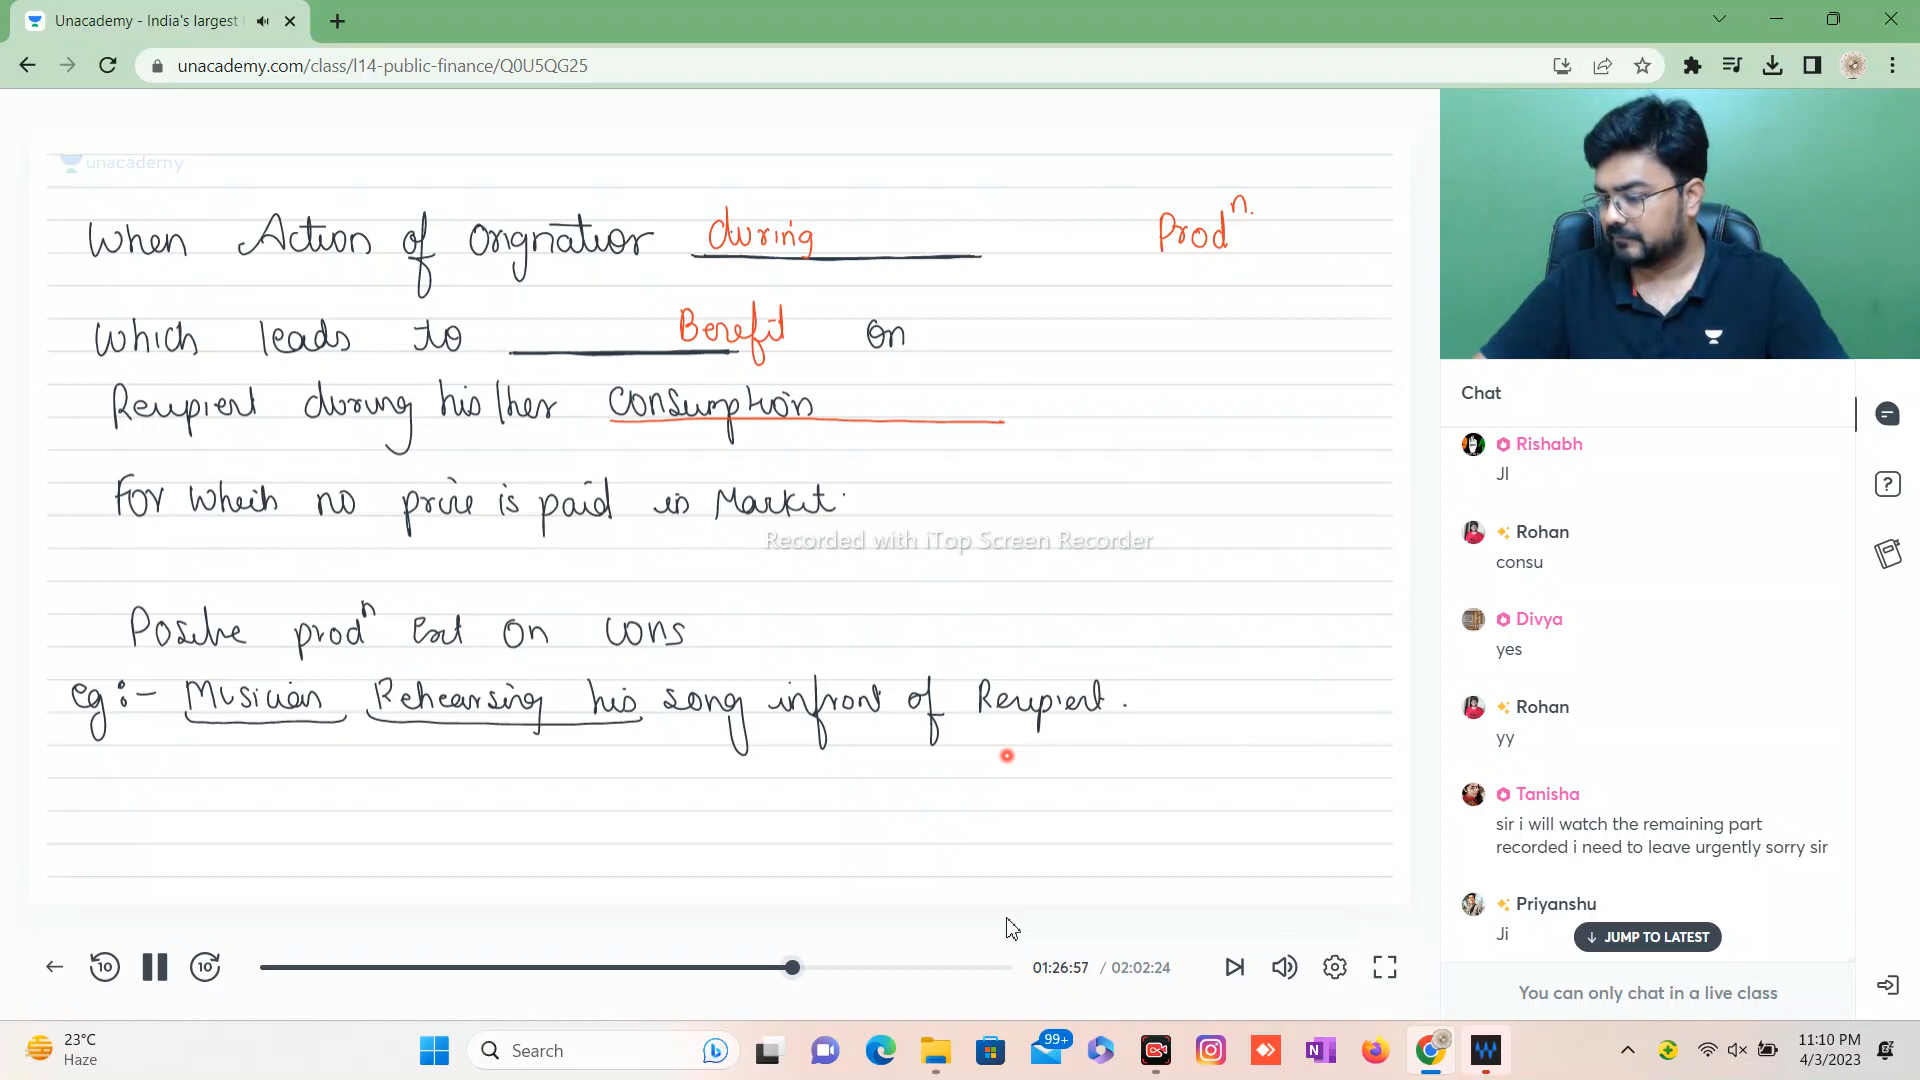 Unacademy - India's largest
unacademy.com/class/l14-public-finance/Q0U5QG25
unacademy
When Action of Orignatior during Prodⁿ.
which leads to Benefit on
Recipient during his/her consumption
For which no price is paid in Market.
Recorded with iTop Screen Recorder
Positive prodⁿ Ext on cons
eg:- Musician Rehearsing his song infront of Recipient.
Chat
Rishabh
JI
Rohan
consu
Divya
yes
Rohan
yy
Tanisha
sir i will watch the remaining part
recorded i need to leave urgently sorry sir
Priyanshu
Ji
JUMP TO LATEST
You can only chat in a live class
10
10
01:26:57 / 02:02:24
23°C
Haze
Search
99+
11:10 PM
4/3/2023